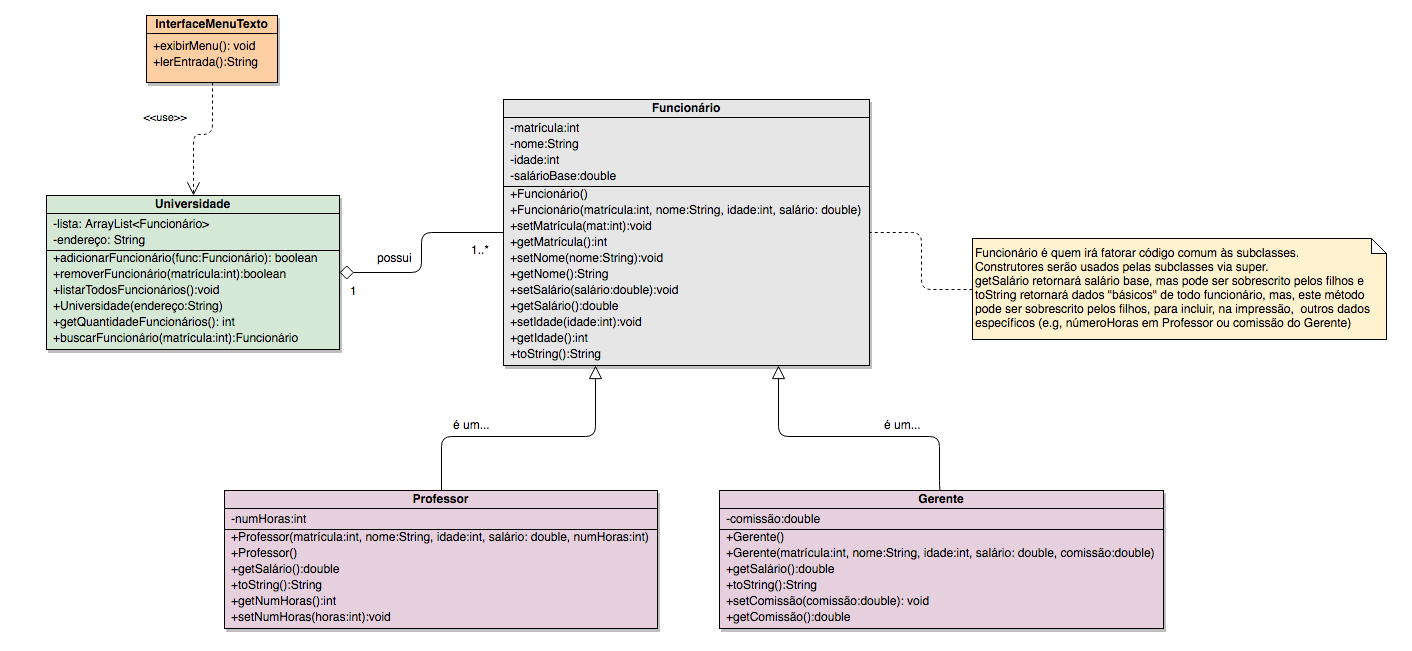 InterfaceMenuTexto
+exibirMenu(): void
+lerEntrada():String
<<use>>
Universidade
-lista: ArrayList<Funcionário>
-endereço: String
+adicionarFuncionário(func:Funcionário): boolean
+removerFuncionário(matrícula:int):boolean
+listarTodosFuncionários():void
+Universidade(endereço:String)
+getQuantidadeFuncionários(): int
+buscarFuncionário(matrícula:int):Funcionário
possui
1
1..*
Funcionário
-matrícula:int
-nome:String
-idade:int
-salárioBase:double
+Funcionário()
+Funcionário(matrícula:int, nome:String, idade:int, salário: double)
+setMatrícula(mat:int):void
+getMatrícula():int
+setNome(nome:String):void
+getNome():String
+setSalário(salário:double):void
+getSalário():double
+setIdade(idade:int):void
+getIdade():int
+toString():String
Funcionário é quem irá fatorar código comum às subclasses.
Construtores serão usados pelas subclasses via super.
getSalário retornará salário base, mas pode ser sobrescrito pelos filhos e
toString retornará dados "básicos" de todo funcionário, mas, este método
pode ser sobrescrito pelos filhos, para incluir, na impressão, outros dados
específicos (e.g, númeroHoras em Professor ou comissão do Gerente)
é um...
é um...
Professor
-numHoras:int
+Professor(matrícula:int, nome:String, idade:int, salário: double, numHoras:int)
+Professor()
+getSalário():double
+toString():String
+getNumHoras():int
+setNumHoras(horas:int):void
Gerente
-comissão:double
+Gerente()
+Gerente(matrícula:int, nome:String, idade:int, salário: double, comissão:double)
+getSalário():double
+toString():String
+setComissão(comissão:double): void
+getComissão():double